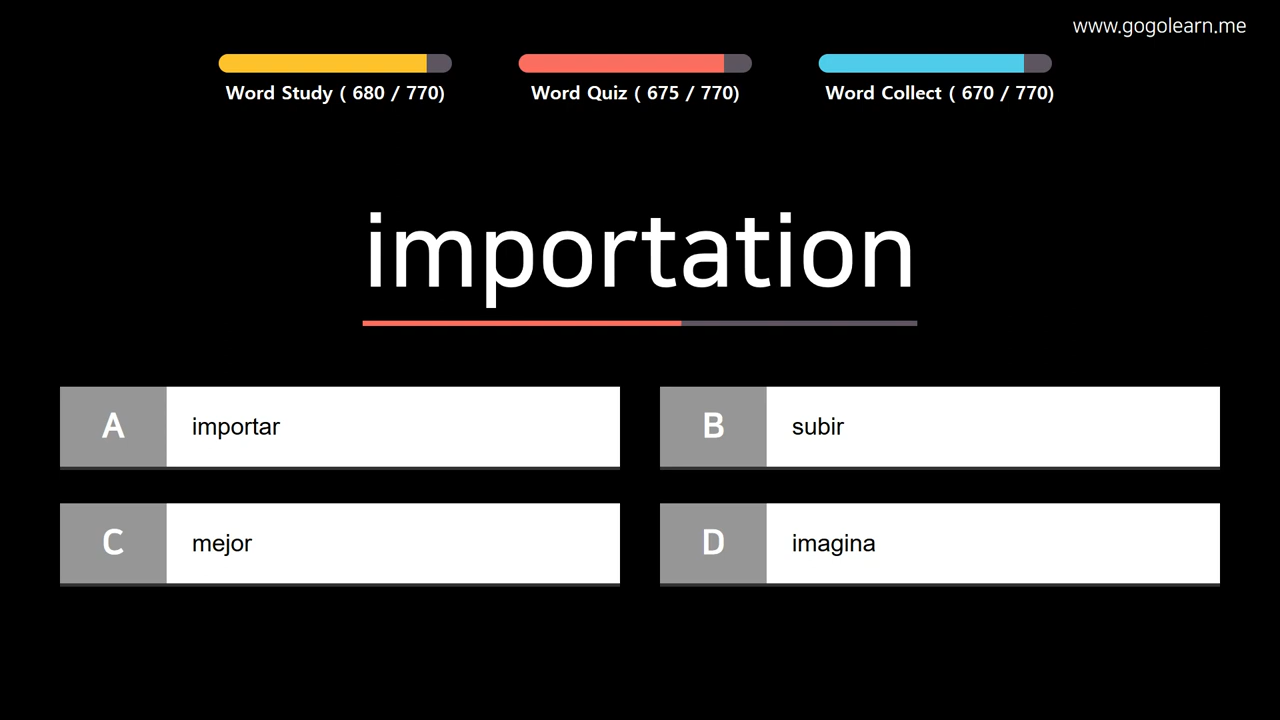 www.gogolearn.me
Word Study ( 680 / 770)
Word Quiz ( 675 / 770)
Word Collect ( 670 / 770)
importation
A importar
B subir
C mejor
D imagina